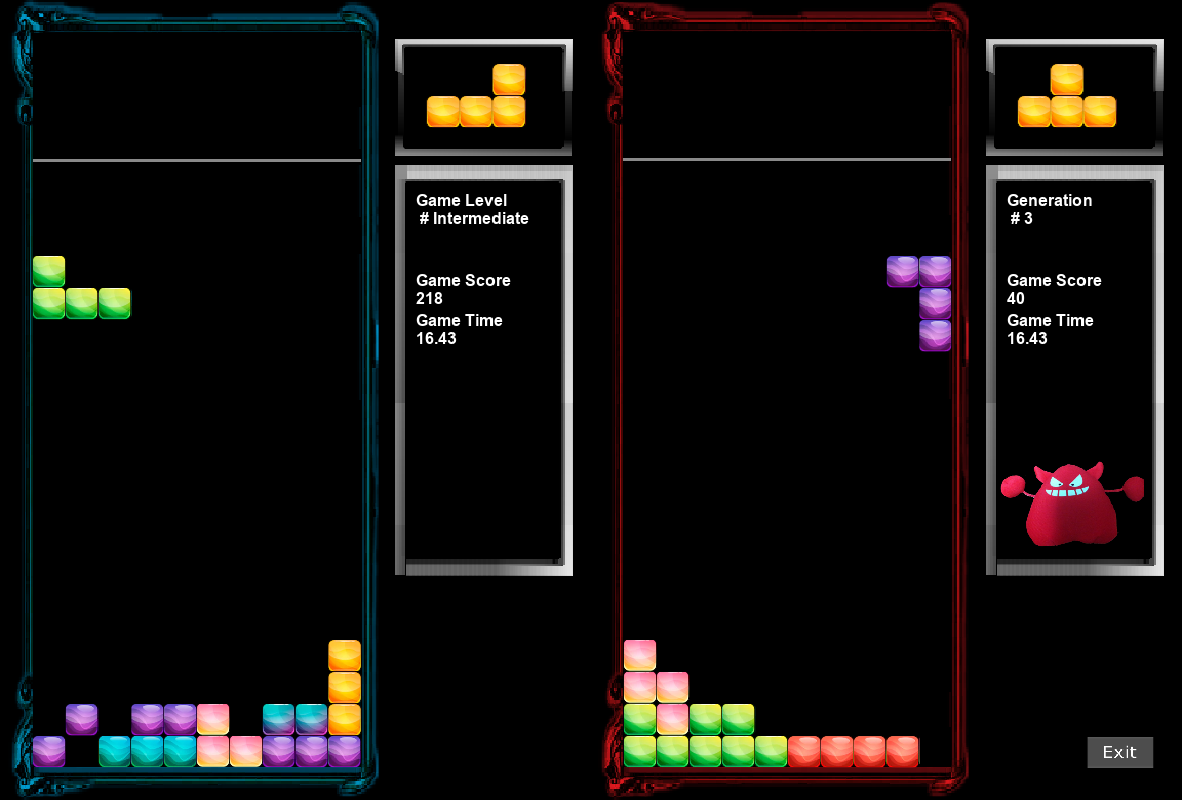 Game Level
# Intermediate
Game Score
218
Game Time
16.43
Generation
# 3
Game Score
40
Game Time
16.43
Exit